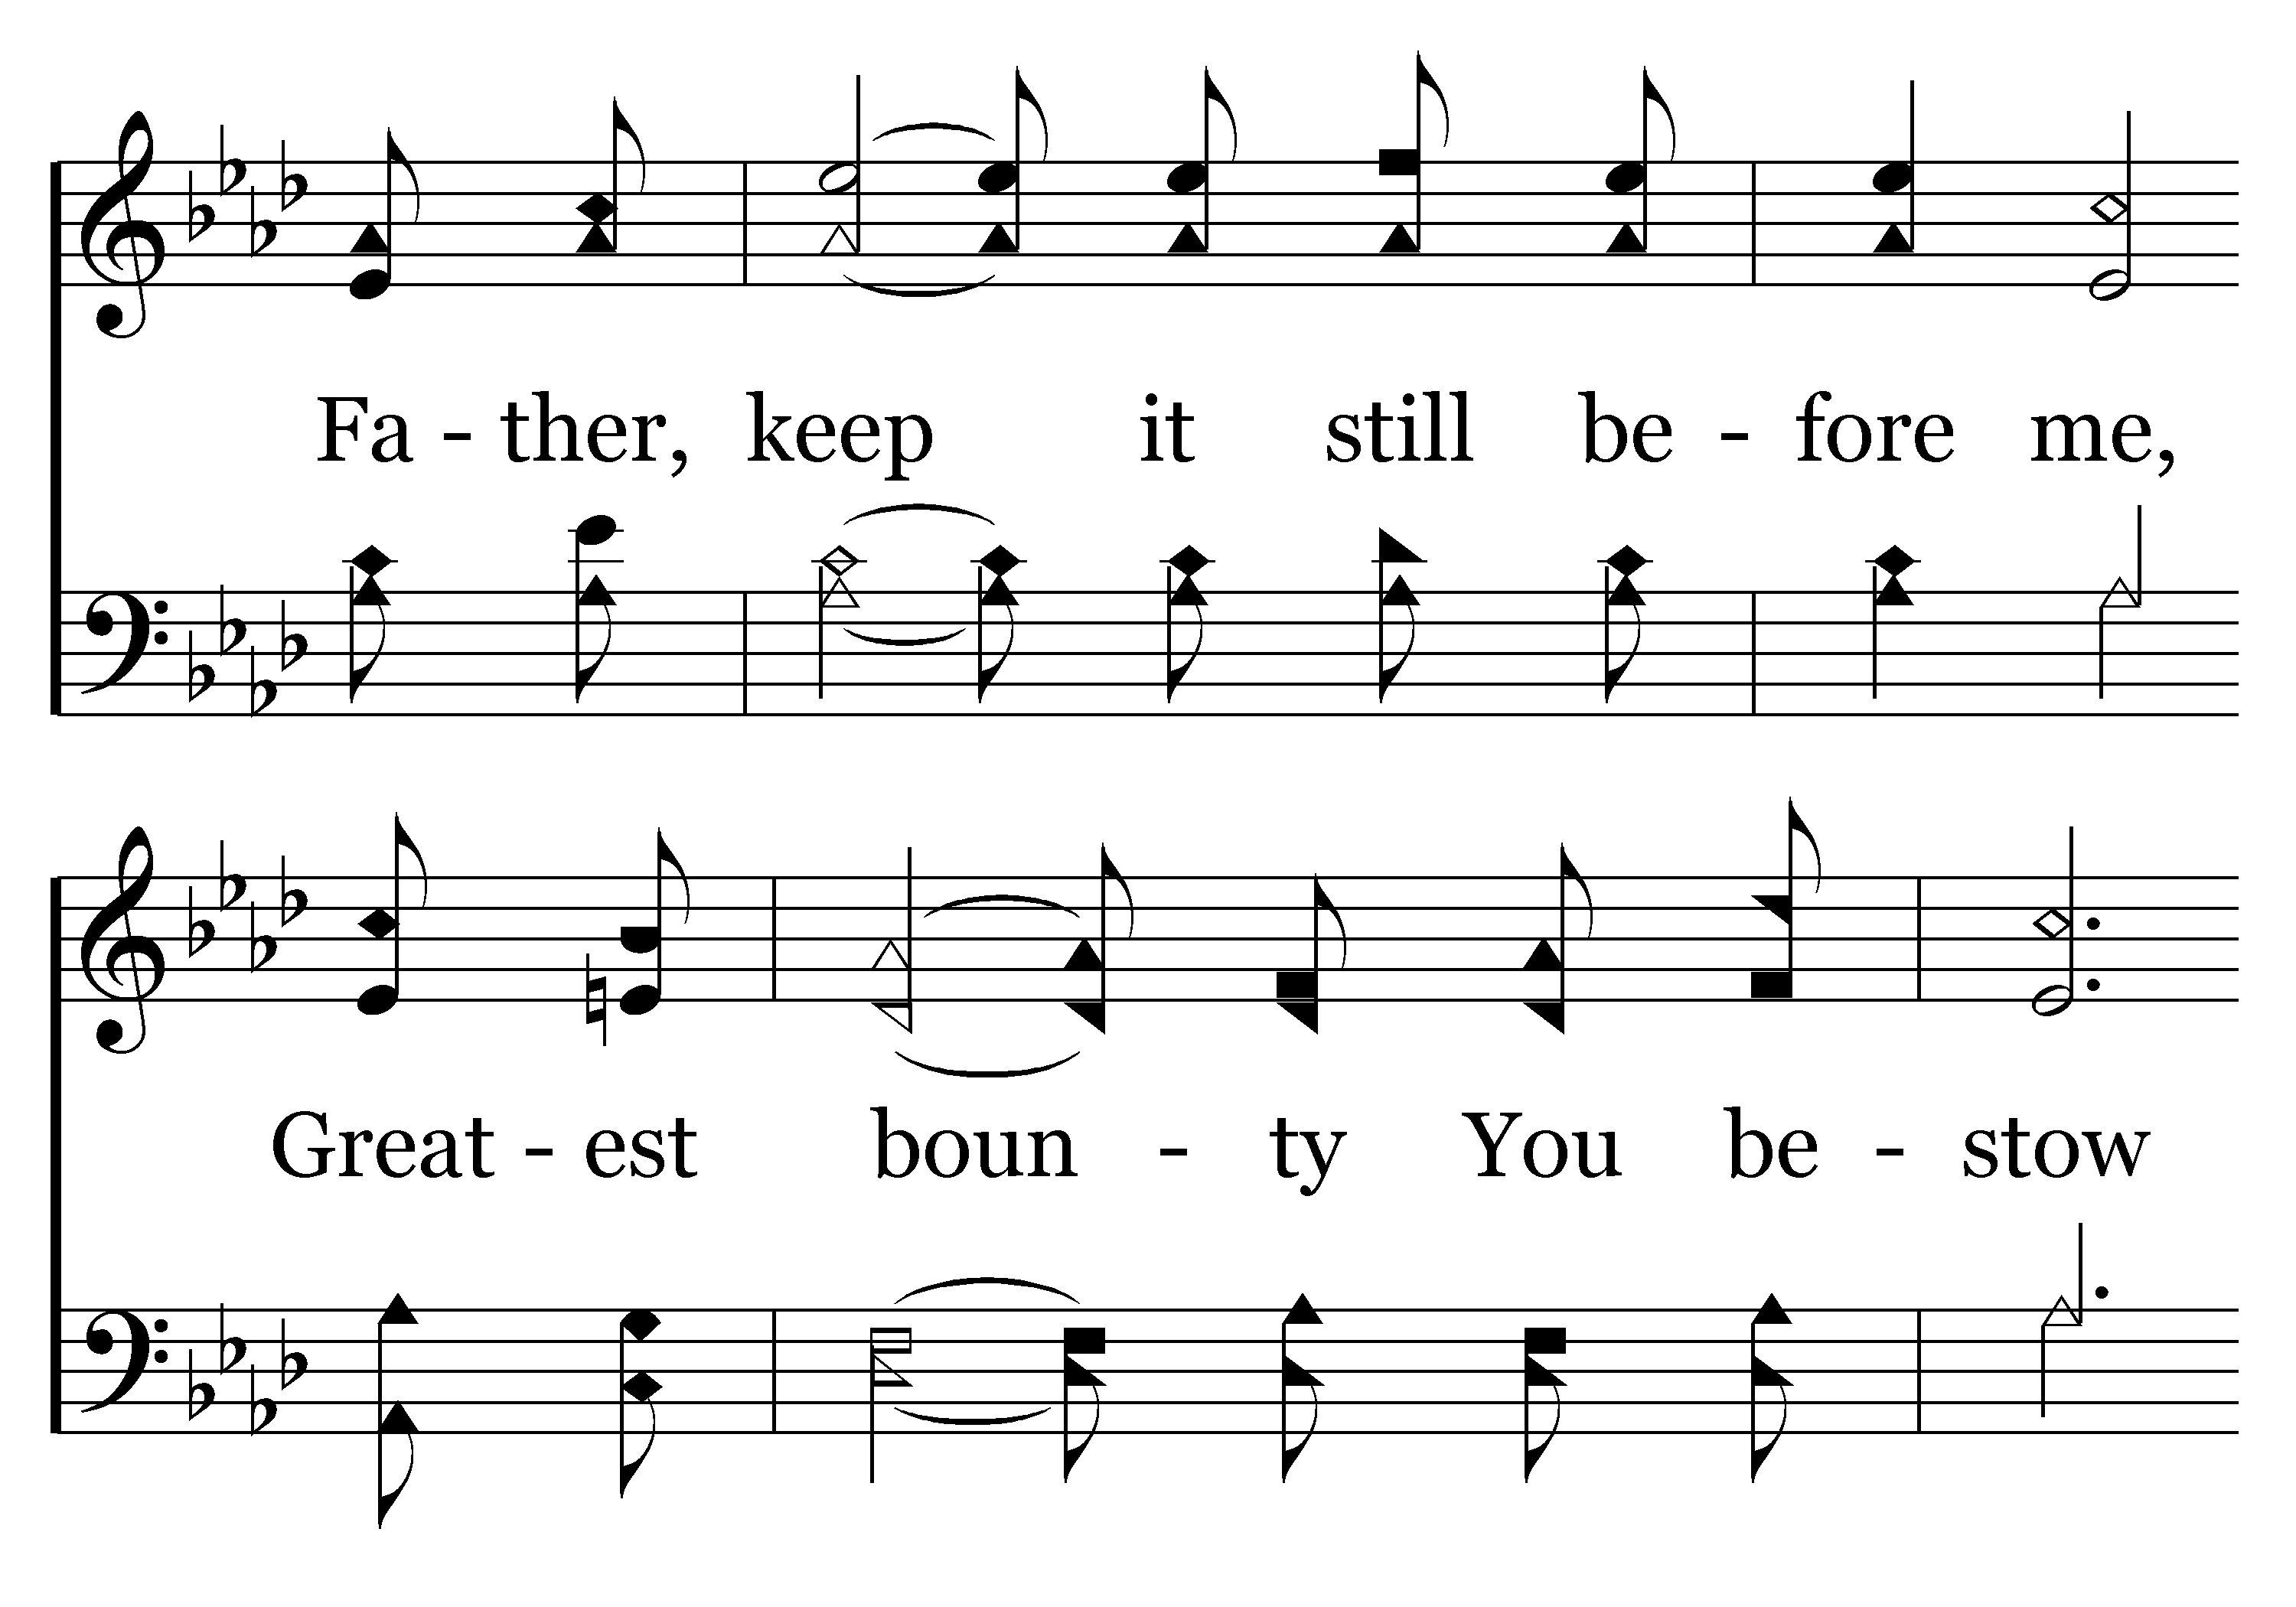 Fa - ther, keep it still be - fore me,
Great - est boun - ty You be - stow